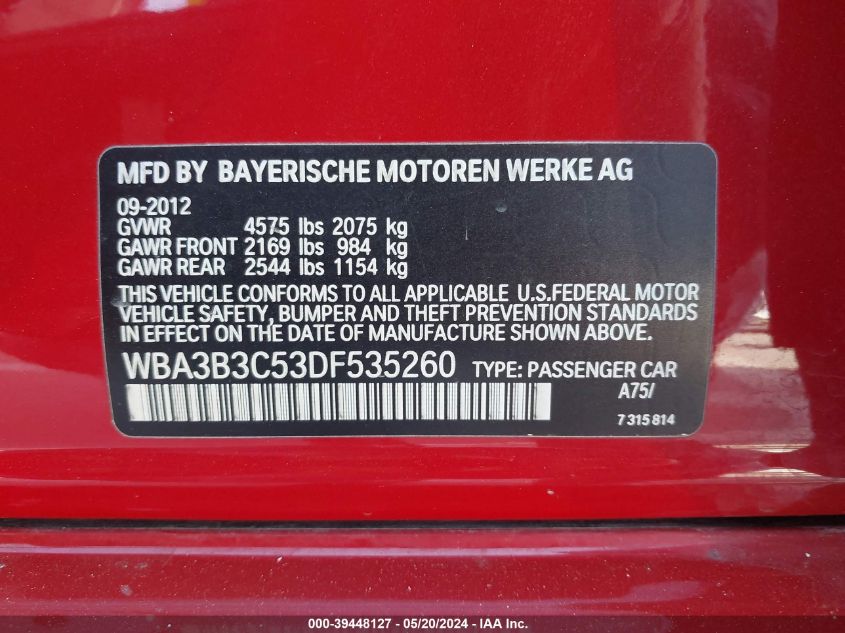 MFD BY BAYERISCHE MOTOREN WERKE AG
09-2012
GVWR 4575 lbs 2075 kg
GAWR FRONT 2169 lbs 984 kg
GAWR REAR 2544 lbs 1154 kg
THIS VEHICLE CONFORMS TO ALL APPLICABLE U.S.FEDERAL MOTOR
VEHICLE SAFETY, BUMPER AND THEFT PREVENTION STANDARDS
IN EFFECT ON THE DATE OF MANUFACTURE SHOWN ABOVE.
WBA3B3C53DF535260 TYPE: PASSENGER CAR
A75/
7 315 814
000-39448127 - 05/20/2024 - IAA Holdings, LLC.